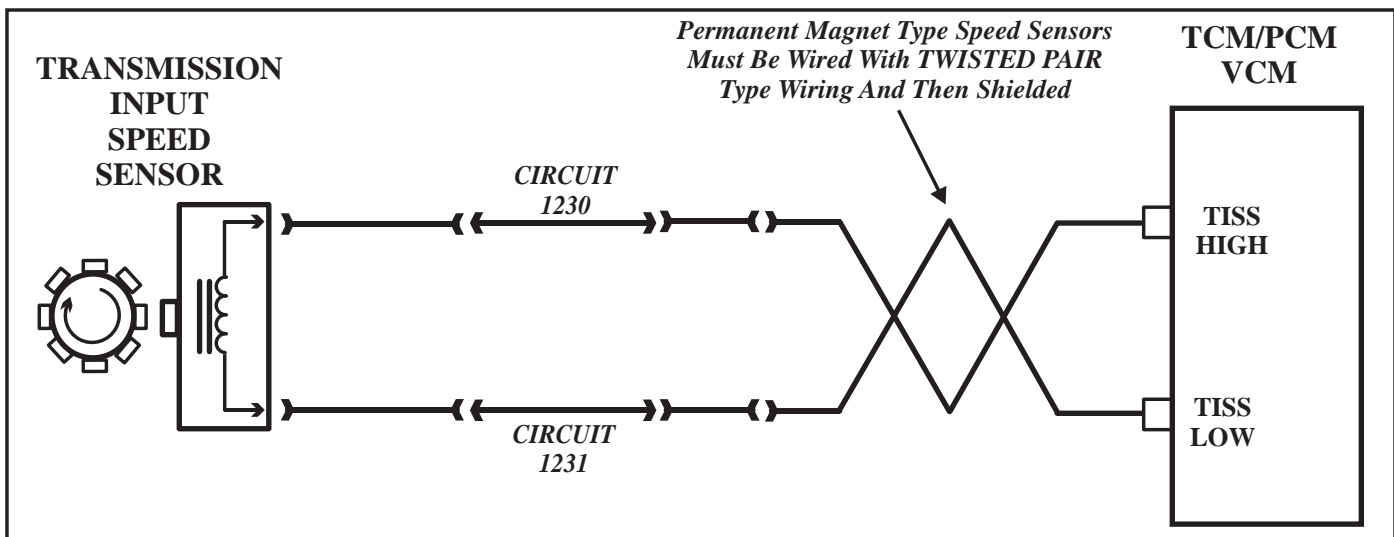 TRANSMISSION
INPUT
SPEED
SENSOR
CIRCUIT
1230
CIRCUIT
1231
Permanent Magnet Type Speed Sensors
Must Be Wired With TWISTED PAIR
Type Wiring And Then Shielded
TCM/PCM
VCM
TISS
HIGH
TISS
LOW